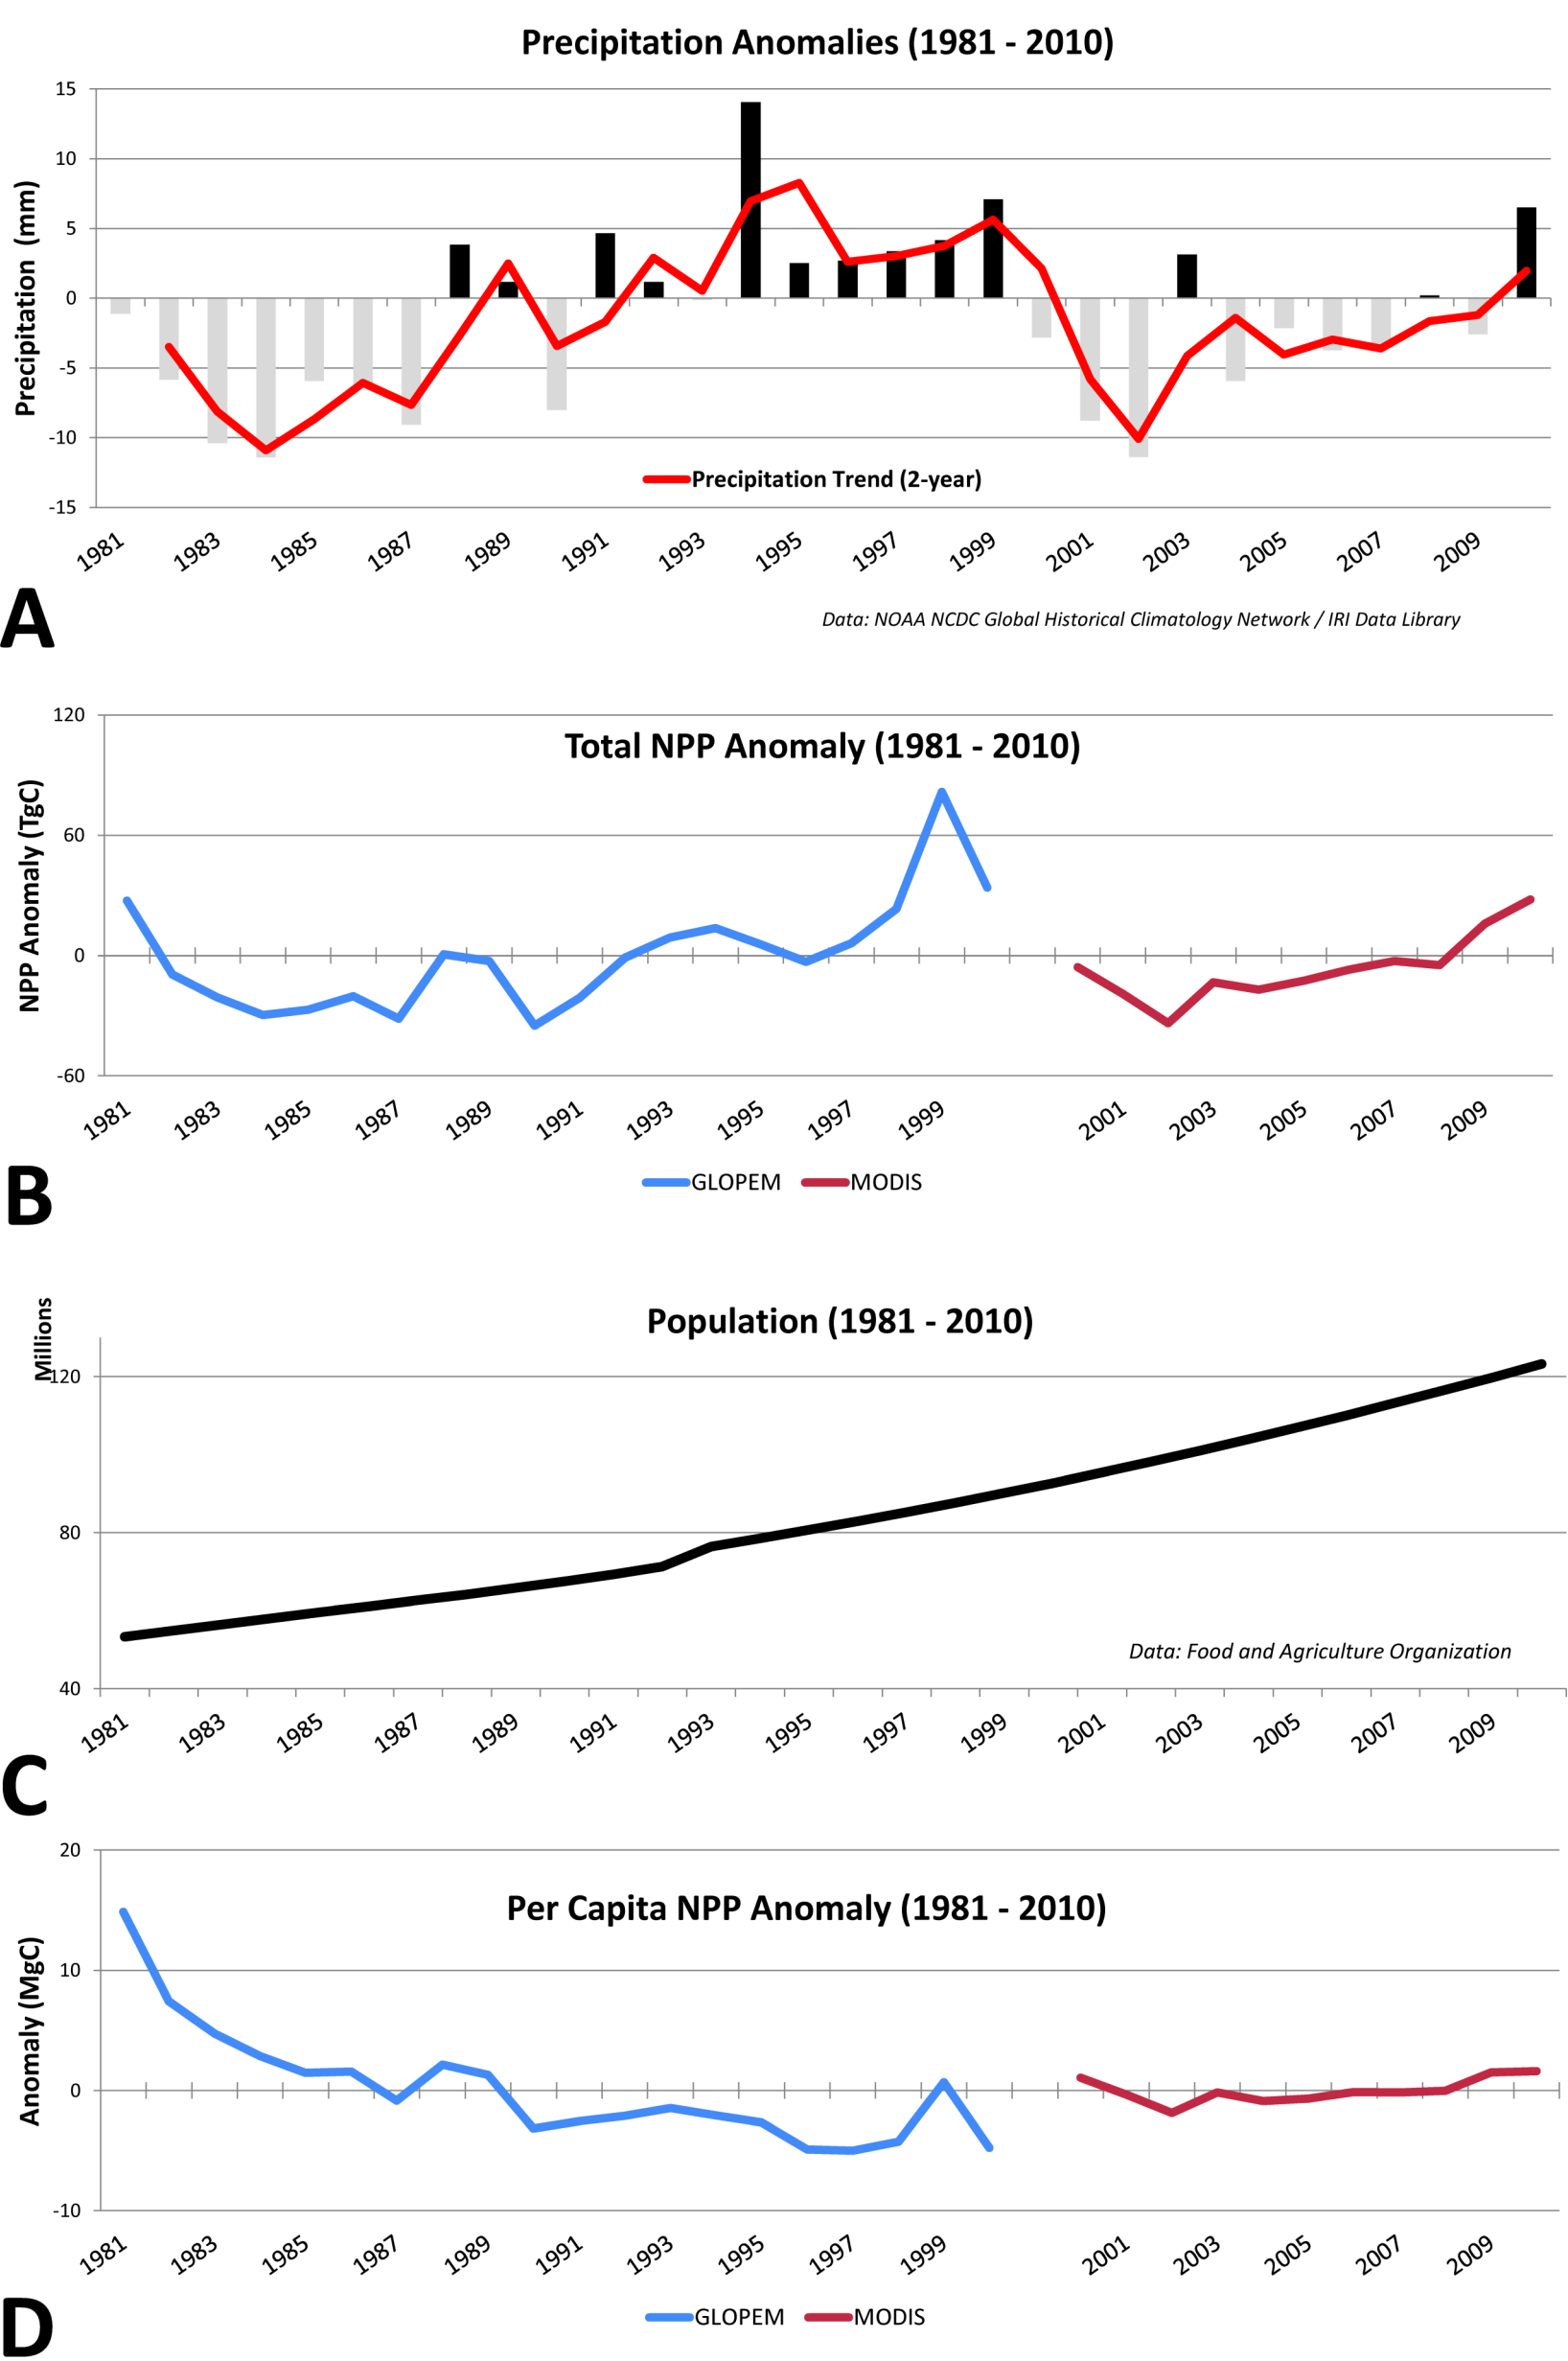 Precipitation Anomalies (1981 - 2010)
Precipitation (mm)
15
10
5
0
-5
-10
-15
Precipitation Trend (2-year)
1981 1983 1985 1987 1989 1991 1993 1995 1997 1999 2001 2003 2005 2007 2009
A
Data: NOAA NCDC Global Historical Climatology Network / IRI Data Library
Total NPP Anomaly (1981 - 2010)
NPP Anomaly (TgC)
120
60
0
-60
1981 1983 1985 1987 1989 1991 1993 1995 1997 1999 2001 2003 2005 2007 2009
B
GLOPEM MODIS
Population (1981 - 2010)
Millions
120
80
40
Data: Food and Agriculture Organization
1981 1983 1985 1987 1989 1991 1993 1995 1997 1999 2001 2003 2005 2007 2009
C
Per Capita NPP Anomaly (1981 - 2010)
Anomaly (MgC)
20
10
0
-10
1981 1983 1985 1987 1989 1991 1993 1995 1997 1999 2001 2003 2005 2007 2009
D
GLOPEM MODIS